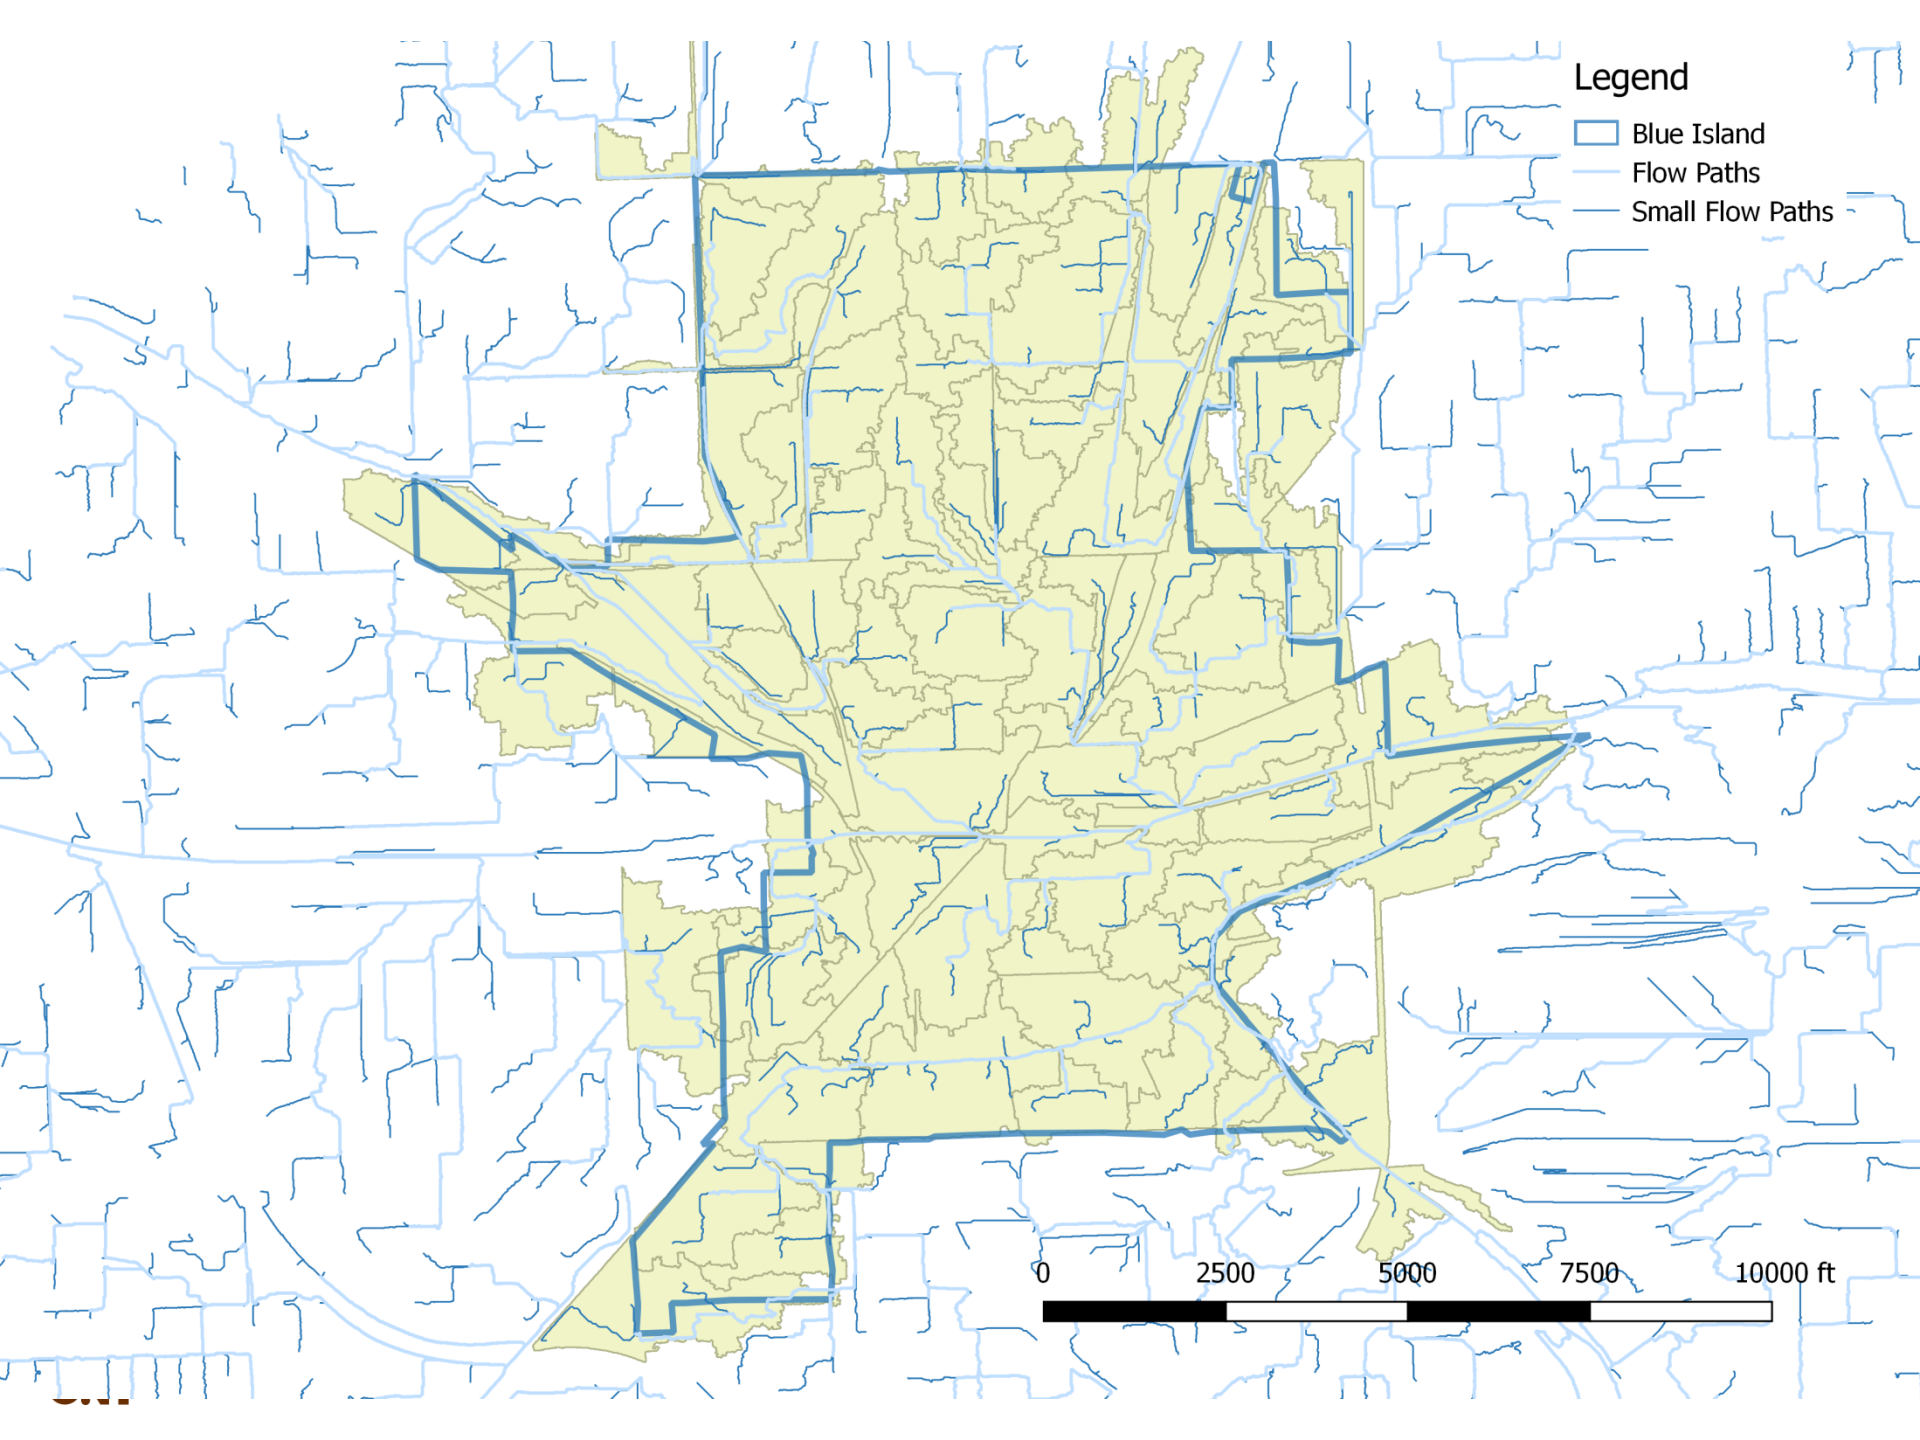 Legend
Blue Island
Flow Paths
Small Flow Paths
0 2500 5000 7500 10000 ft